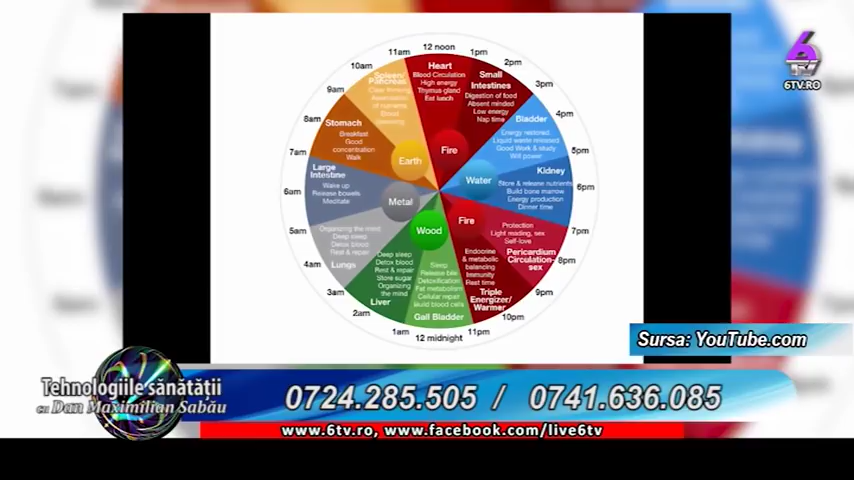 6
TV
6TV.RO
12 noon
1pm
2pm
3pm
4pm
5pm
6pm
7pm
8pm
9pm
10pm
11pm
12 midnight
1am
2am
3am
4am
5am
6am
7am
8am
9am
10am
11am
Heart
Blood Circulation
High energy
Thymus gland
Eat lunch
Small
Intestines
Digestion of food
Absent minded
Low energy
Nap time
Bladder
Energy restored
Liquid waste released
Good Work & study
Will power
Kidney
Store & release nutrients
Build bone marrow
Energy production
Dinner time
Protection
Light reading, sex
Self-love
Pericardium
Circulation-
sex
Endocrine
& metabolic
balancing
Immunity
Rest time
Triple
Energizer/
Warmer
Sleep
Release bile
Detoxification
Fat metabolism
Cellular repair
Build blood cells
Gall Bladder
Deep sleep
Detox blood
Rest & repair
Store sugar
Organizing
the mind
Liver
Organizing the mind
Deep sleep
Detox blood
Rest & repair
Lungs
Large
Intestine
Wake up
Release bowels
Meditate
Stomach
Breakfast
Good
concentration
Walk
Spleen/
Pancreas
Clear thinking
of nutrients
Fire
Water
Fire
Wood
Metal
Earth
Sursa: YouTube.com
Tehnologiile sănătății
cu Dan Maximilian Sabău
0724.285.505 / 0741.636.085
www.6tv.ro, www.facebook.com/live6tv